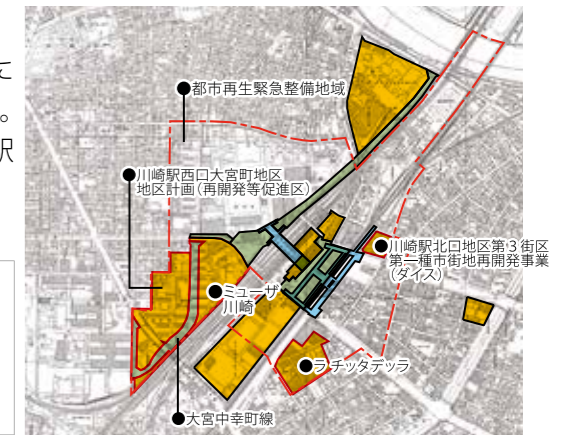 に
。
駅
都市再生緊急整備地域
川崎駅西口大宮町地区
地区計画(再開発等促進区)
川崎駅北口地区第3街区
第一種市街地再開発事業
(ダイス)
ミューザ
川崎
ラ チッタデッラ
大宮中幸町線